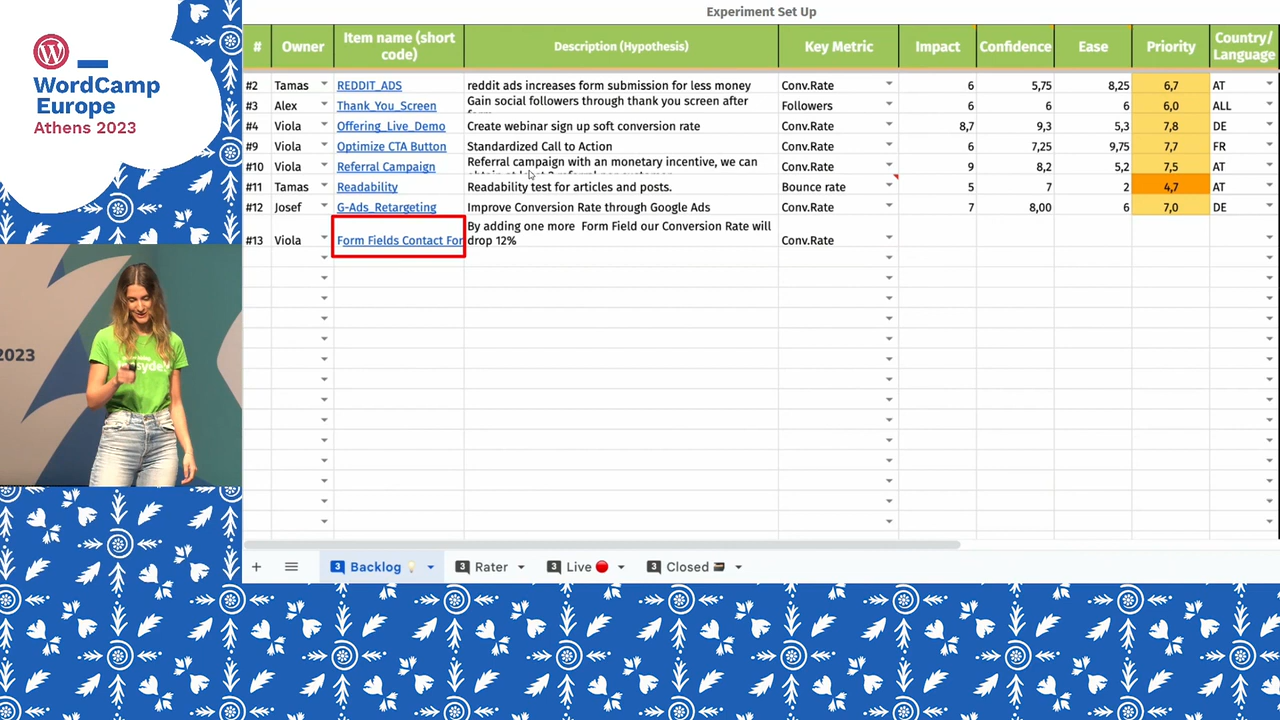 WordCamp
Europe
Athens 2023
2023
Experiment Set Up
# Owner Item name (short code) Description (Hypothesis) Key Metric Impact Confidence Ease Priority Country/ Language
#2 Tamas REDDIT_ADS reddit ads increases form submission for less money Conv.Rate 6 5,75 8,25 6,7 AT
#3 Alex Thank_You_Screen Gain social followers through thank you screen after Followers 6 6 6 6,0 ALL
#4 Viola Offering_Live_Demo Create webinar sign up soft conversion rate Conv.Rate 8,7 9,3 5,3 7,8 DE
#9 Viola Optimize CTA Button Standardized Call to Action Conv.Rate 6 7,25 9,75 7,7 FR
#10 Viola Referral Campaign Referral campaign with an monetary incentive, we can Conv.Rate 9 8,2 5,2 7,5 AT
#11 Tamas Readability Readability test for articles and posts. Bounce rate 5 7 2 4,7 AT
#12 Josef G-Ads_Retargeting Improve Conversion Rate through Google Ads Conv.Rate 7 8,00 6 7,0 DE
#13 Viola Form Fields Contact For By adding one more Form Field our Conversion Rate will
drop 12% Conv.Rate
+ 3 Backlog 3 Rater 3 Live 3 Closed